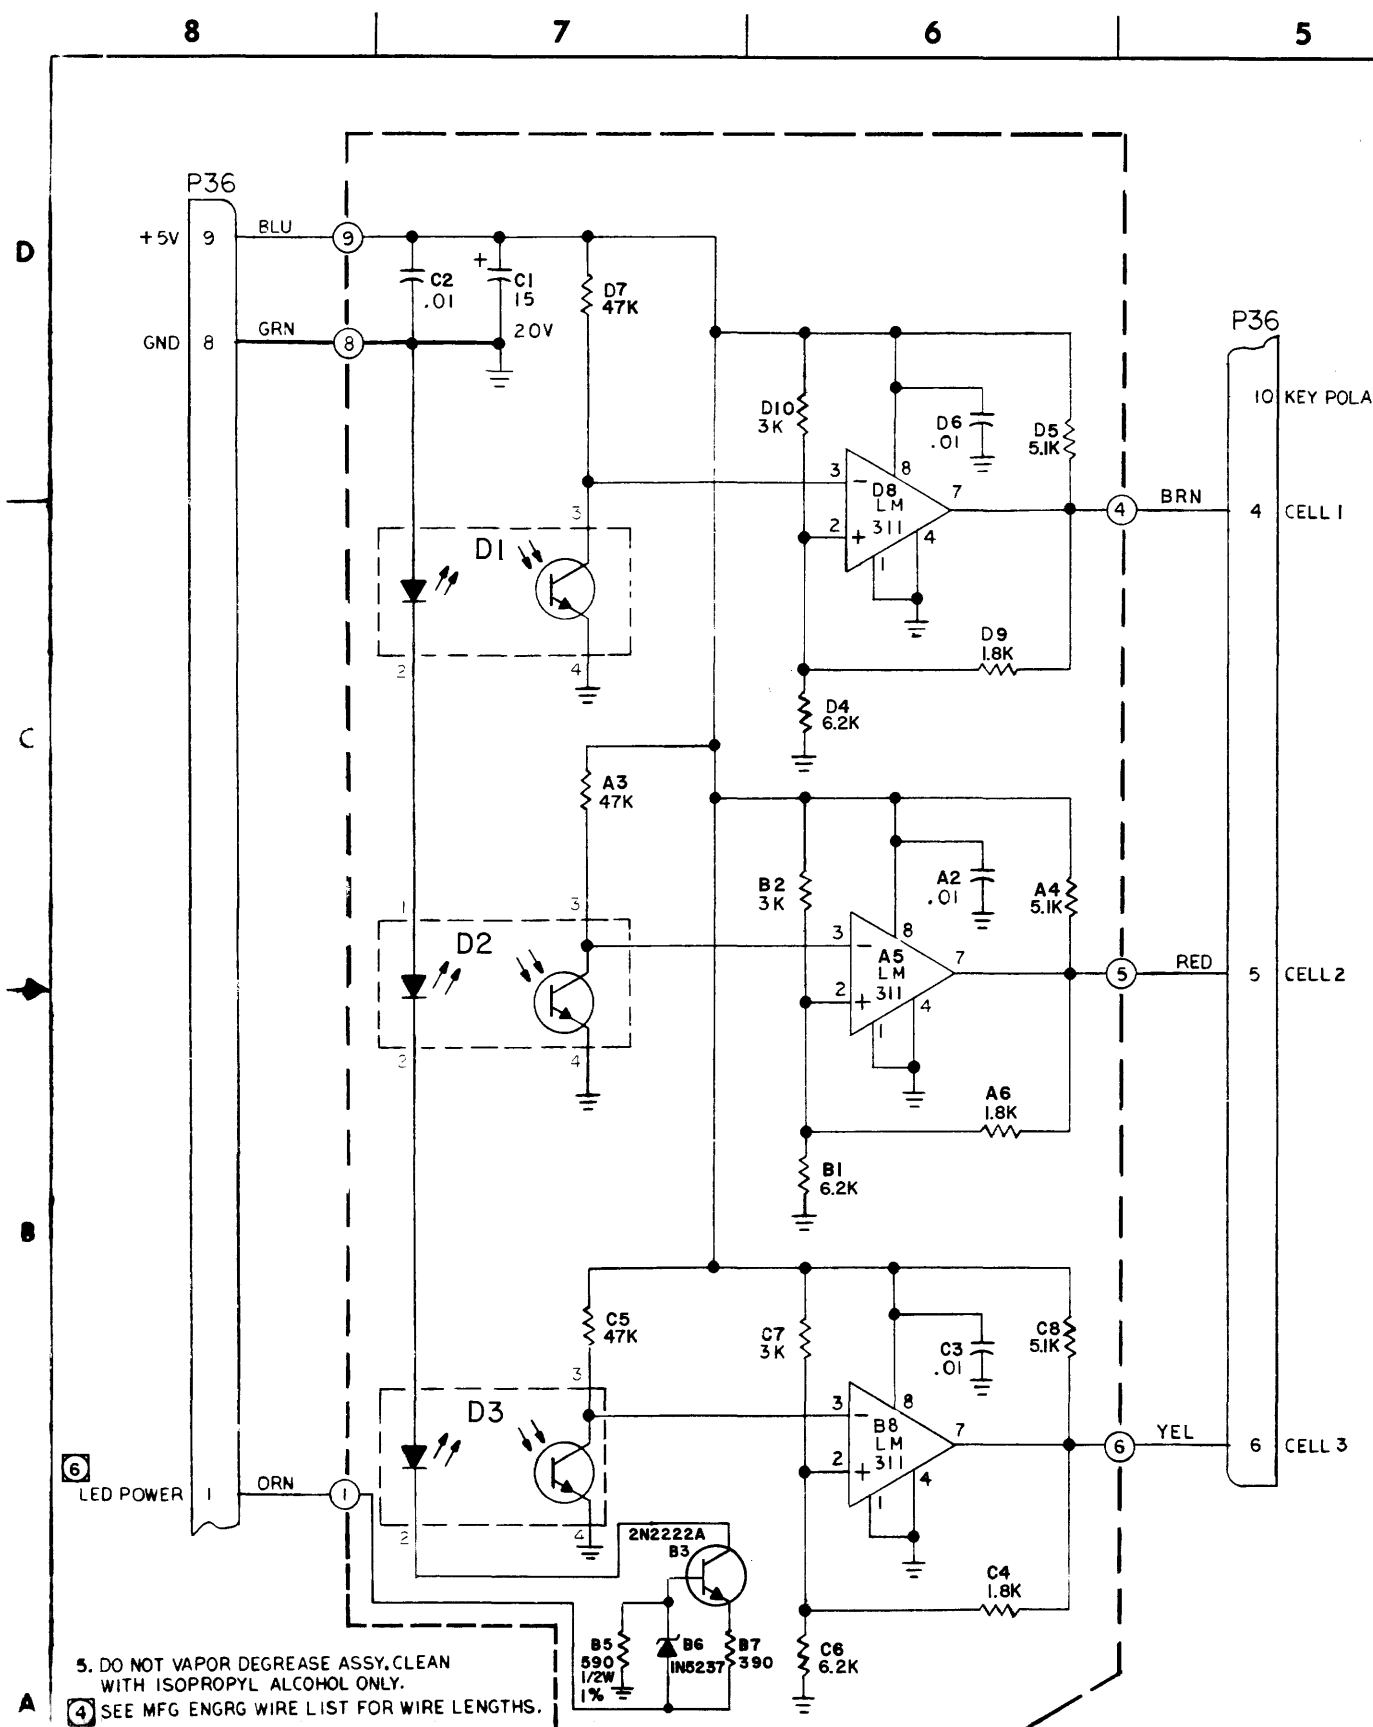 8 7 6 5
D
C
B
A
P36
+5V 9 BLU 9
GND 8 GRN 8
C2
.01
+ C1
15
20V
D7
47K
D10
3K
D6
.01
D5
5.1K
3 - 8
D8
LM
311
2 + 7
1 4
4 BRN
P36
10 KEY POLA
4 CELL 1
D1
3
2 4
D9
1.8K
D4
6.2K
A3
47K
B2
3K
A2
.01
A4
5.1K
1 3
D2
2 4
3 - 8
A5
LM
311
2 + 7
1 4
5 RED 5 CELL 2
A6
1.8K
B1
6.2K
C5
47K
C7
3K
C3
.01
C8
5.1K
3
D3
2 4
3 - 8
B8
LM
311
2 + 7
1 4
6 YEL 6 CELL 3
6
LED POWER 1 ORN 1
2N2222A
B3
C4
1.8K
B5
590
1/2W
1%
B6
1N5237
B7
390
C6
6.2K
5. DO NOT VAPOR DEGREASE ASSY. CLEAN
WITH ISOPROPYL ALCOHOL ONLY.
4 SEE MFG ENGRG WIRE LIST FOR WIRE LENGTHS.